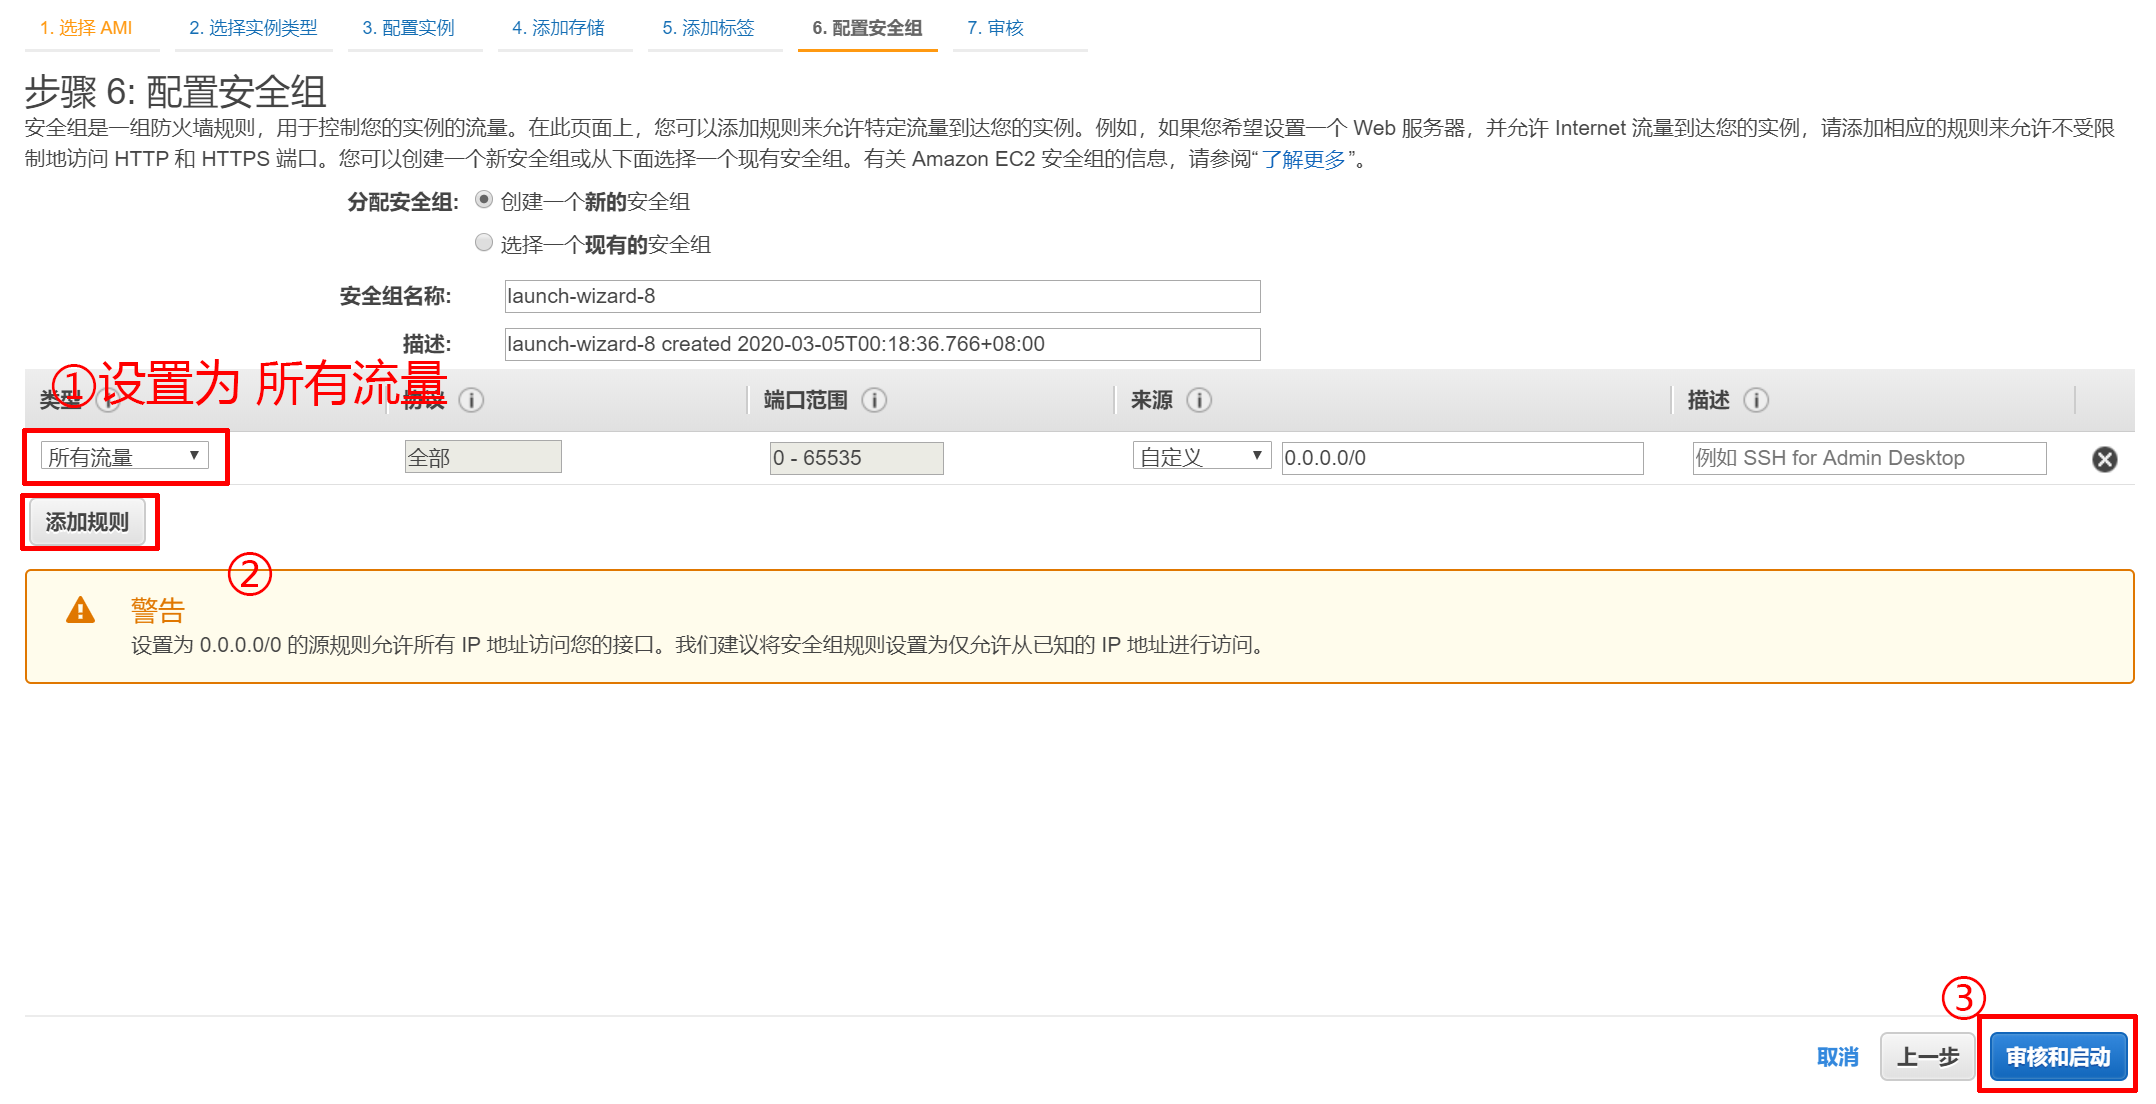 1. 选择 AMI
2. 选择实例类型
3. 配置实例
4. 添加存储
5. 添加标签
6. 配置安全组
7. 审核
步骤 6: 配置安全组
安全组是一组防火墙规则，用于控制您的实例的流量。在此页面上，您可以添加规则来允许特定流量到达您的实例。例如，如果您希望设置一个 Web 服务器，并允许 Internet 流量到达您的实例，请添加相应的规则来允许不受限
制地访问 HTTP 和 HTTPS 端口。您可以创建一个新安全组或从下面选择一个现有安全组。有关 Amazon EC2 安全组的信息，请参阅“了解更多”。
分配安全组: 创建一个新的安全组
选择一个现有的安全组
安全组名称: launch-wizard-8
描述: launch-wizard-8 created 2020-03-05T00:18:36.766+08:00
①设置为 所有流量
类型 协议 端口范围 来源 描述
所有流量 全部 0 - 65535 自定义 0.0.0.0/0 例如 SSH for Admin Desktop
添加规则
②
警告
设置为 0.0.0.0/0 的源规则允许所有 IP 地址访问您的接口。我们建议将安全组规则设置为仅允许从已知的 IP 地址进行访问。
③
取消 上一步 审核和启动